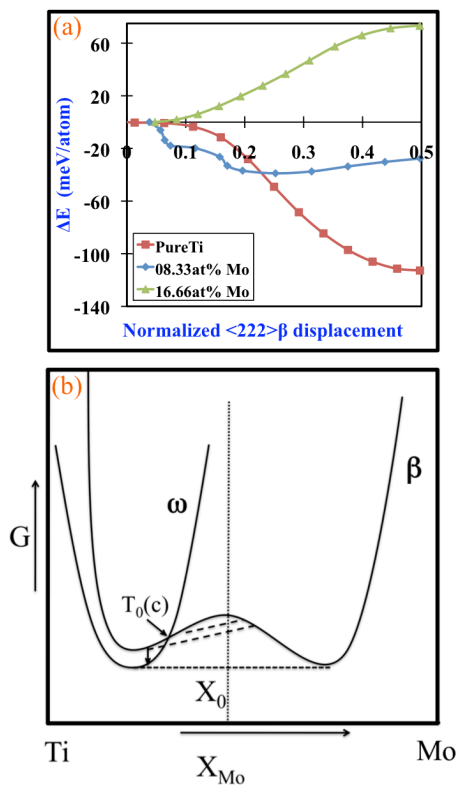 (a)
60
20
-20
-60
-100
-140
0 0.1 0.2 0.3 0.4 0.5
ΔE (meV/atom)
PureTi
08.33at% Mo
16.66at% Mo
Normalized <222>β displacement
(b)
ω
β
G
T0(c)
X0
Ti
Mo
XMo